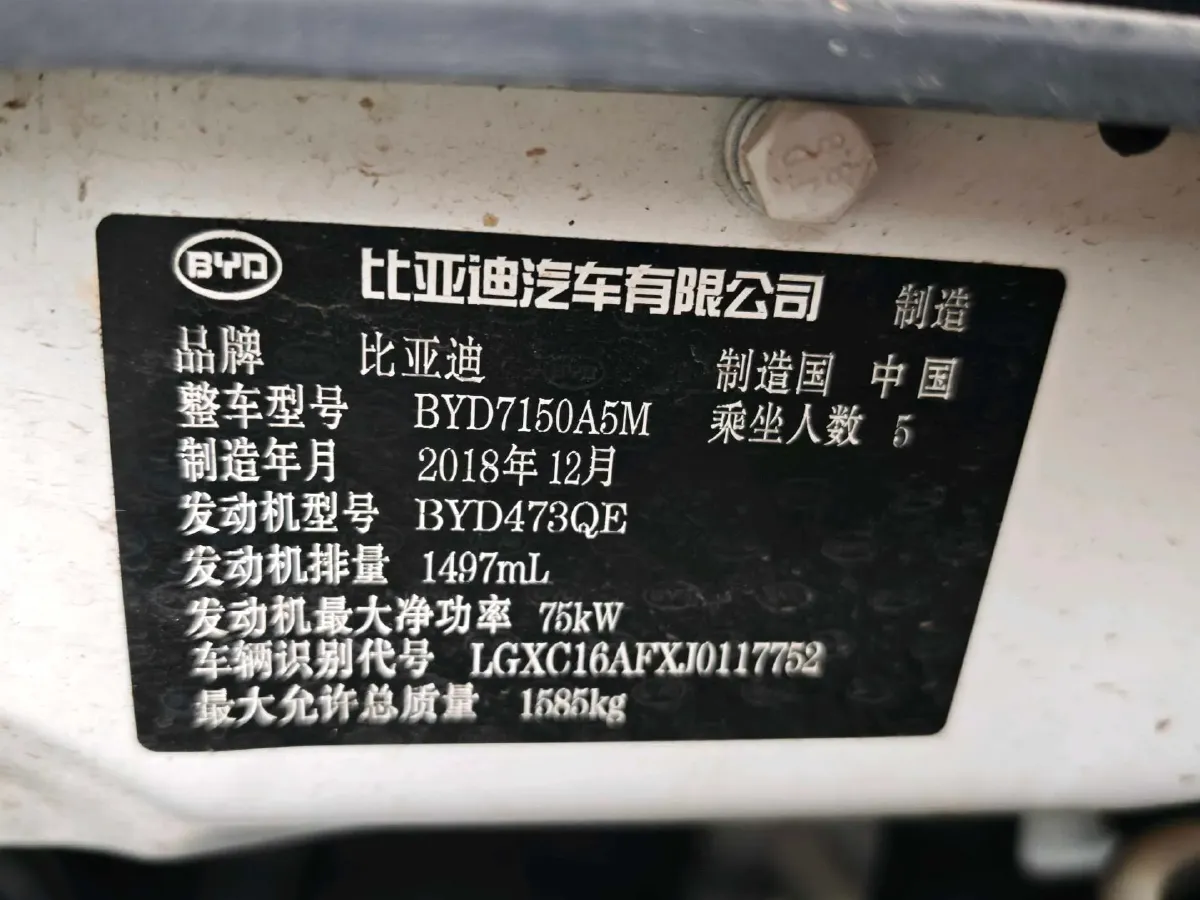 BYD 比亚迪汽车有限公司 制造
品牌 比亚迪 制造国 中国
整车型号 BYD7150A5M 乘坐人数 5
制造年月 2018年12月
发动机型号 BYD473QE
发动机排量 1497mL
发动机最大净功率 75kW
车辆识别代号 LGXC16AFXJ0117752
最大允许总质量 1585kg